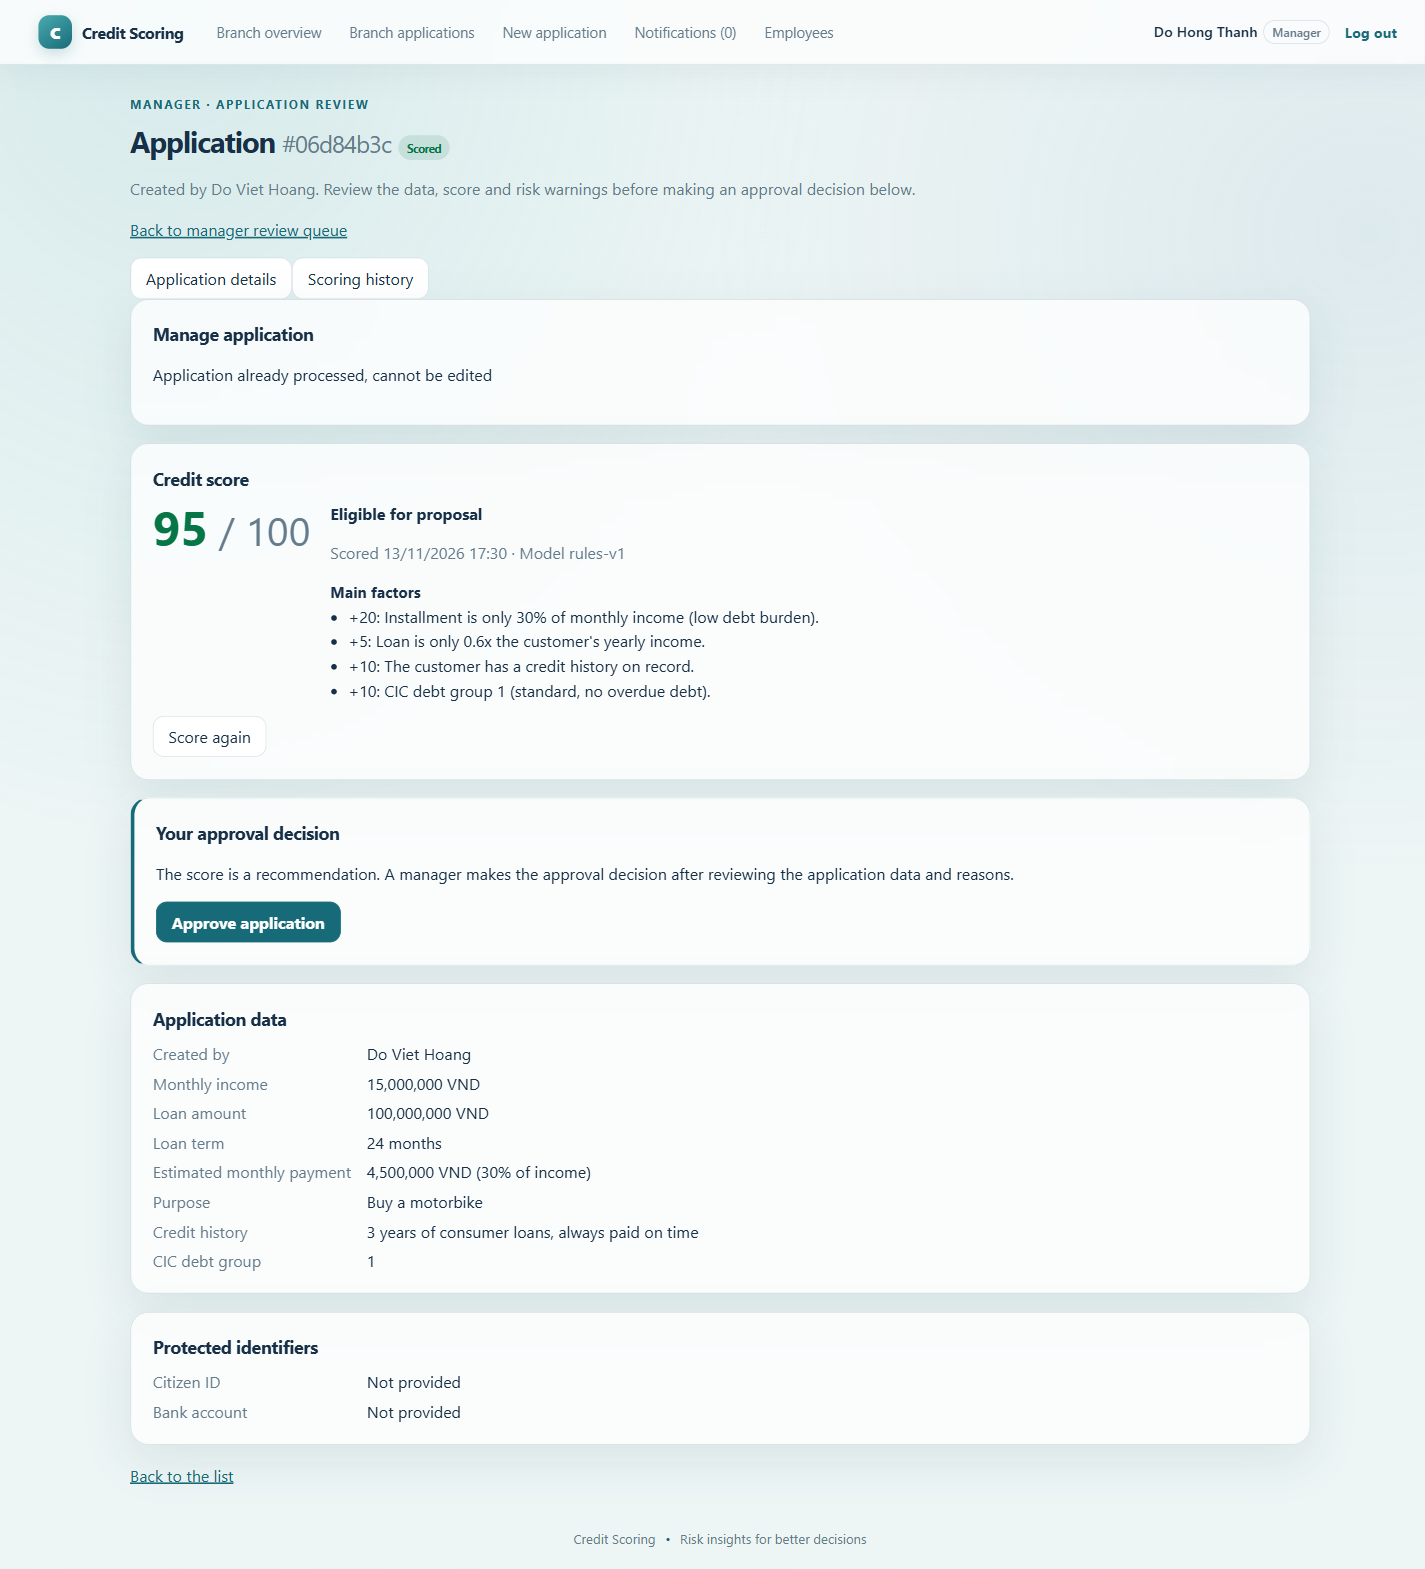 C Credit Scoring Branch overview Branch applications New application Notifications (0) Employees Do Hong Thanh Manager Log out
MANAGER · APPLICATION REVIEW
Application #06d84b3c Scored
Created by Do Viet Hoang. Review the data, score and risk warnings before making an approval decision below.
Back to manager review queue
Application details Scoring history
Manage application
Application already processed, cannot be edited
Credit score
95 / 100
Eligible for proposal
Scored 13/11/2026 17:30 · Model rules-v1
Main factors
• +20: Installment is only 30% of monthly income (low debt burden).
• +5: Loan is only 0.6x the customer's yearly income.
• +10: The customer has a credit history on record.
• +10: CIC debt group 1 (standard, no overdue debt).
Score again
Your approval decision
The score is a recommendation. A manager makes the approval decision after reviewing the application data and reasons.
Approve application
Application data
Created by Do Viet Hoang
Monthly income 15,000,000 VND
Loan amount 100,000,000 VND
Loan term 24 months
Estimated monthly payment 4,500,000 VND (30% of income)
Purpose Buy a motorbike
Credit history 3 years of consumer loans, always paid on time
CIC debt group 1
Protected identifiers
Citizen ID Not provided
Bank account Not provided
Back to the list
Credit Scoring • Risk insights for better decisions